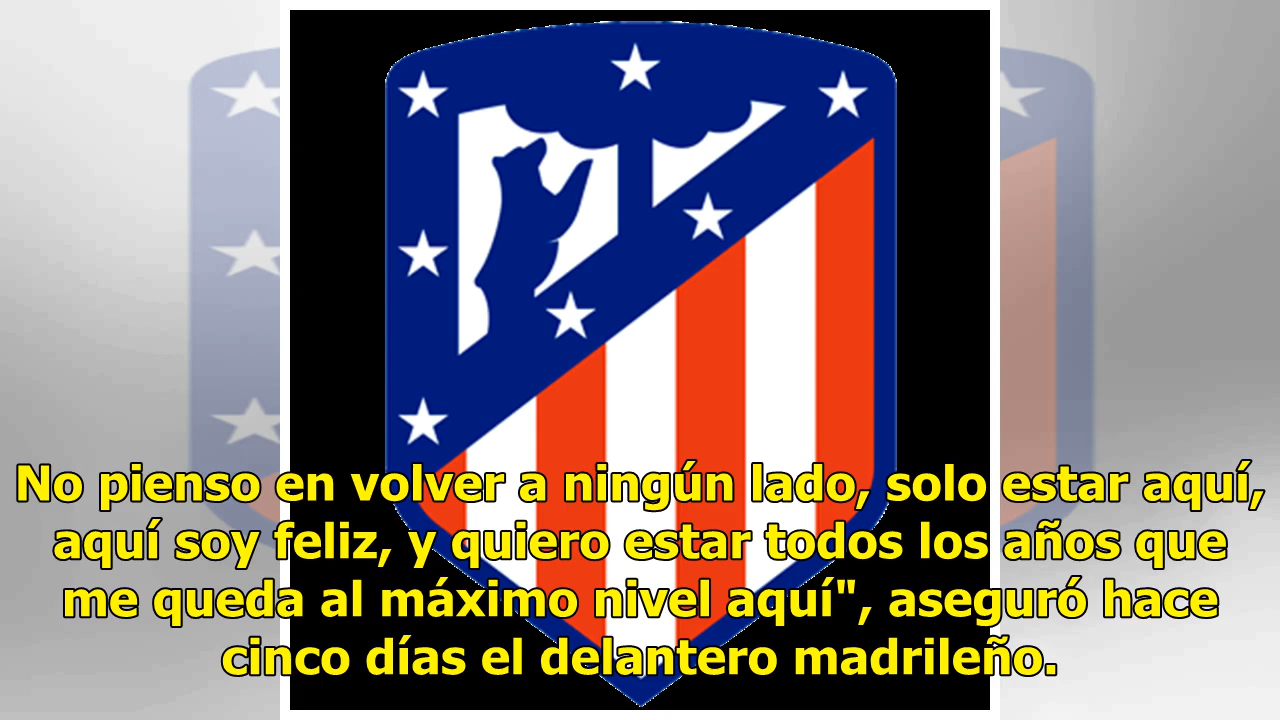 No pienso en volver a ningún lado, solo estar aquí,
aquí soy feliz, y quiero estar todos los años que
me queda al máximo nivel aquí", aseguró hace
cinco días el delantero madrileño.